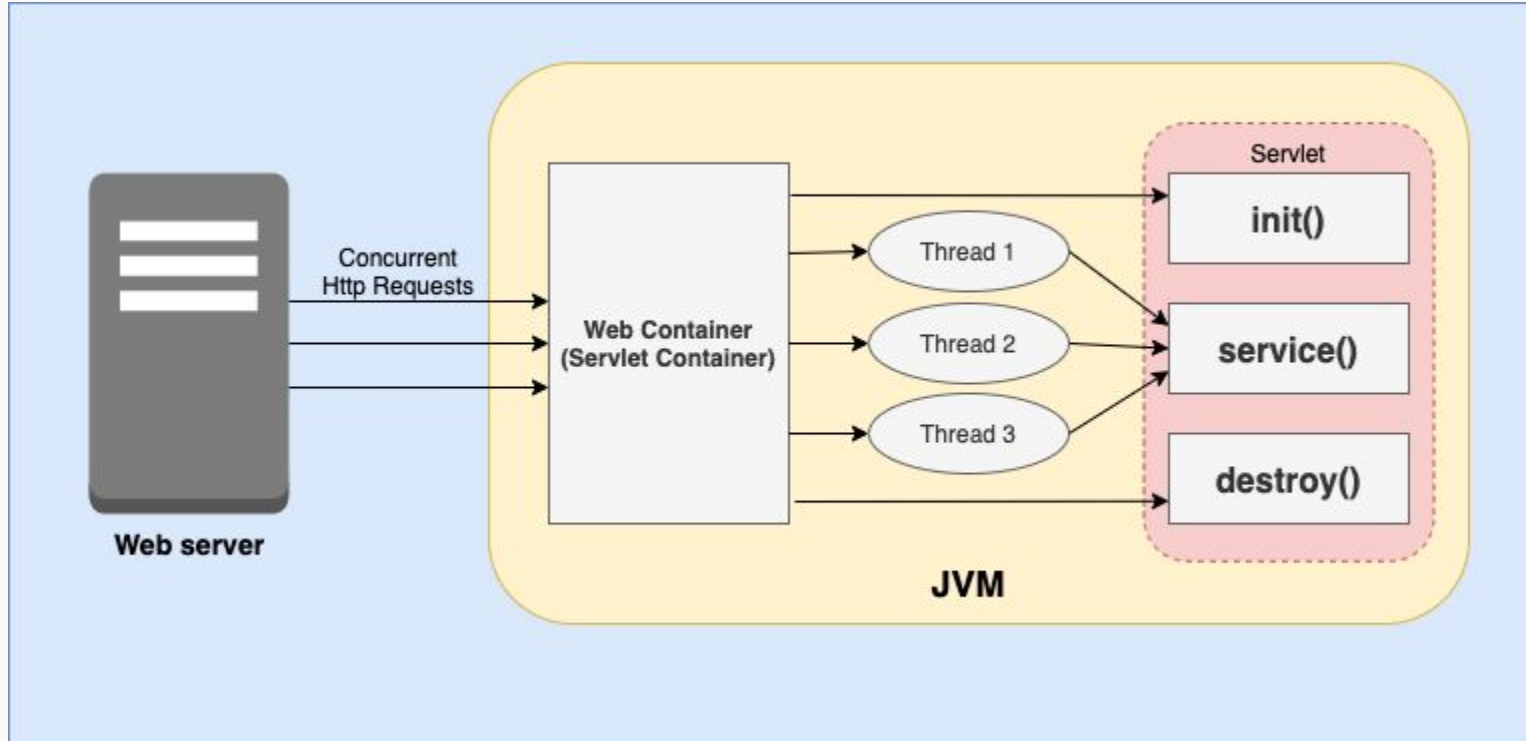 Servlet
init()
Concurrent
Http Requests
Thread 1
Web Container
(Servlet Container)
Thread 2
service()
Thread 3
destroy()
Web server
JVM